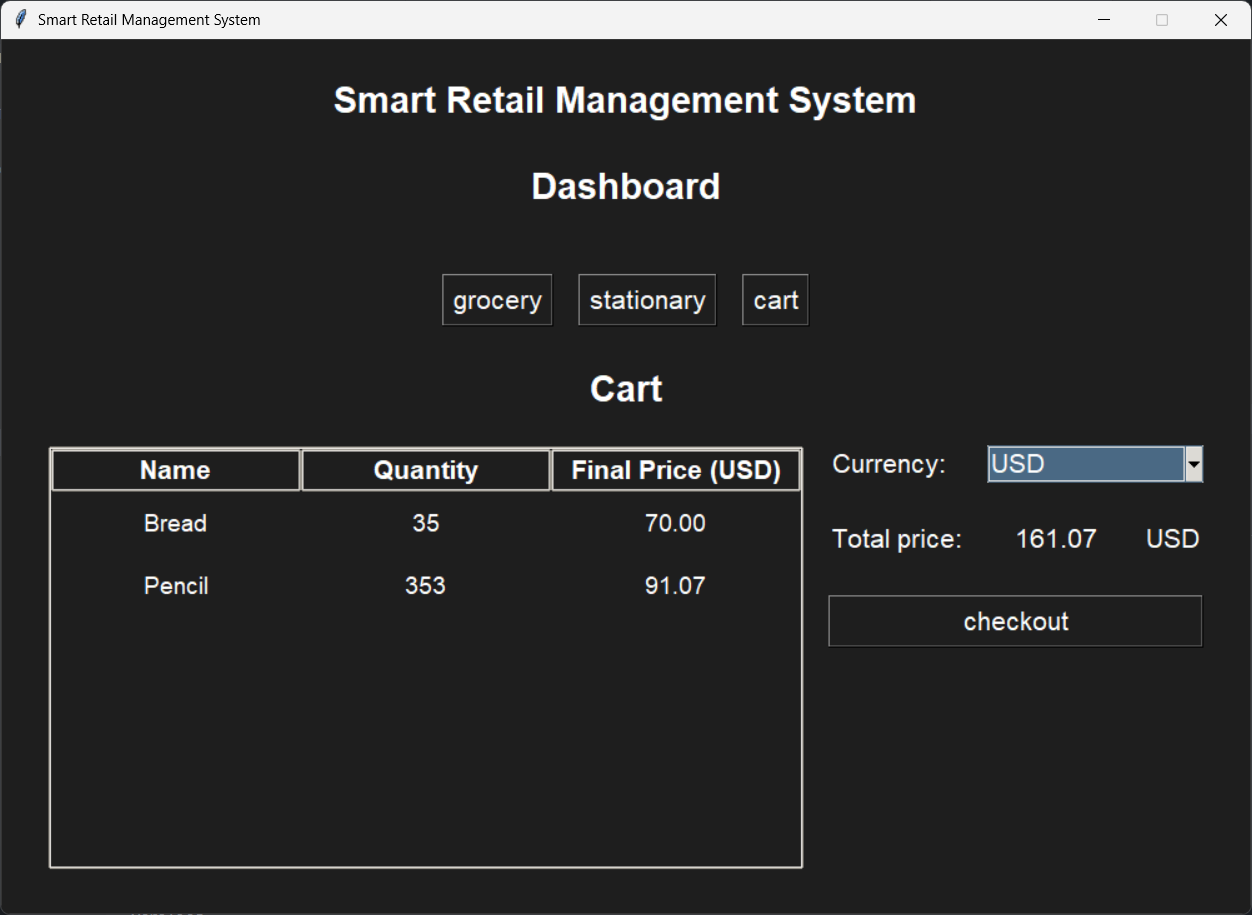 Smart Retail Management System
Smart Retail Management System
Dashboard
grocery stationary cart
Cart
Name Quantity Final Price (USD)
Bread 35 70.00
Pencil 353 91.07
Currency: USD
Total price: 161.07 USD
checkout